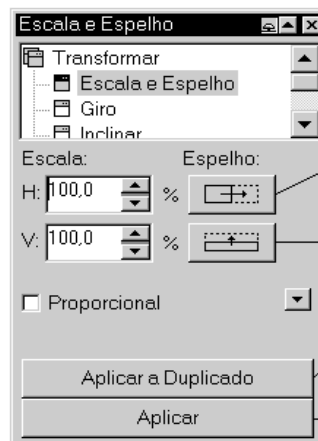 Escala e Espelho
Transformar
Escala e Espelho
Giro
Inclinar
Escala: Espelho:
H: 100,0 %
V: 100,0 %
Proporcional
Aplicar a Duplicado
Aplicar